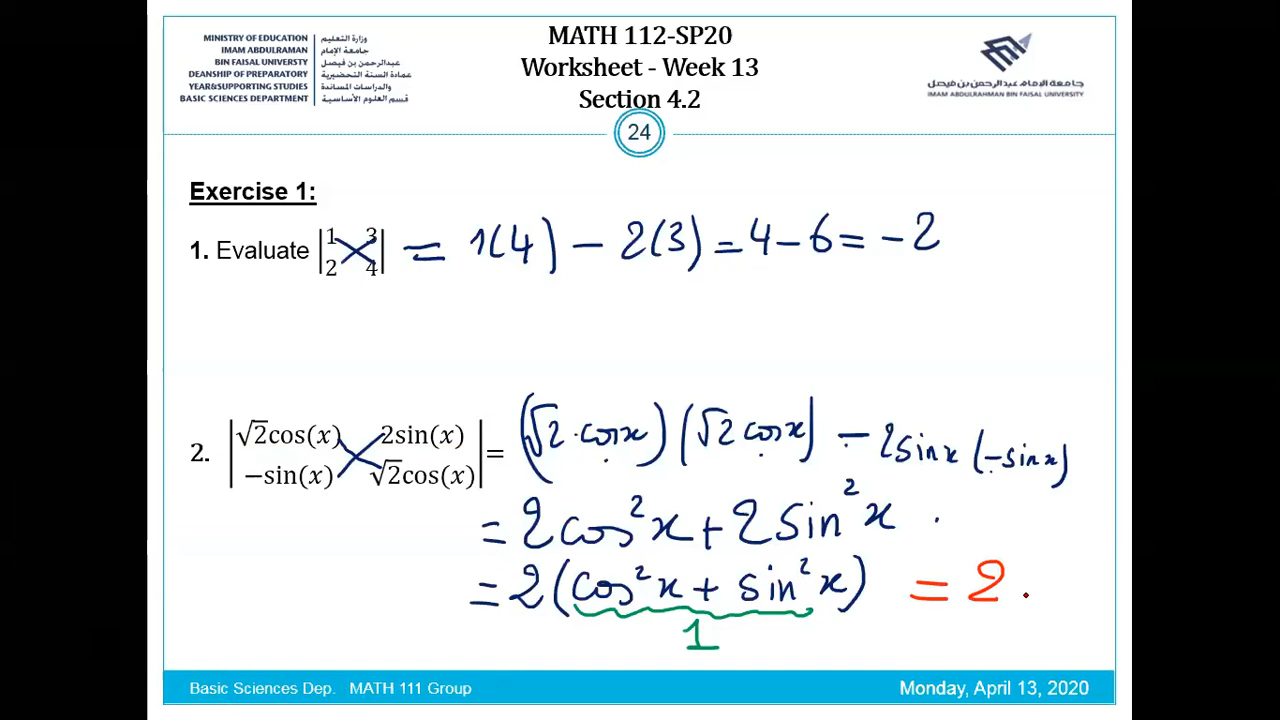 MINISTRY OF EDUCATION
IMAM ABDULRAMAN
BIN FAISAL UNIVERSTY
DEANSHIP OF PREPARATORY
YEAR&SUPPORTING STUDIES
BASIC SCIENCES DEPARTMENT
وزارة التعليم
جامعة الإمام
عبدالرحمن بن فيصل
عمادة السنة التحضيرية
والدراسات المساندة
قسم العلوم الأساسية
MATH 112-SP20
Worksheet - Week 13
Section 4.2
جامعة الإمام عبدالرحمن بن فيصل
IMAM ABDULRAHMAN BIN FAISAL UNIVERSITY
24
Exercise 1:
1. Evaluate |1 3; 2 4| = 1(4) − 2(3) = 4 − 6 = −2
2. |√2cos(x) 2sin(x); −sin(x) √2cos(x)| = (√2 · cosx)(√2 cosx) − 2sinx(−sinx)
= 2cos²x + 2sin²x .
= 2(cos²x + sin²x) = 2 .
1
Basic Sciences Dep. MATH 111 Group
Monday, April 13, 2020